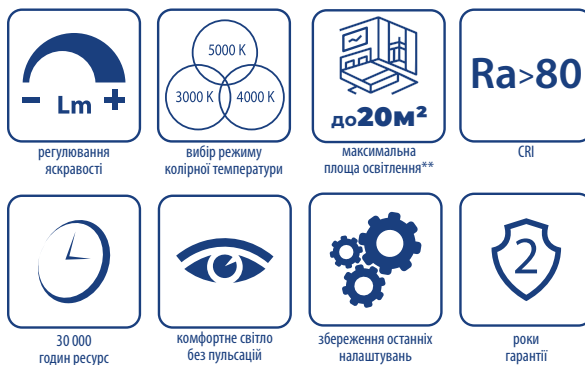 − Lm +
регулювання
яскравості
5000 K
3000 K
4000 K
вибір режиму
колірної температури
до20м²
максимальна
площа освітлення**
Ra>80
CRI
30 000
годин ресурс
комфортне світло
без пульсацій
збереження останніх
налаштувань
2
роки
гарантії